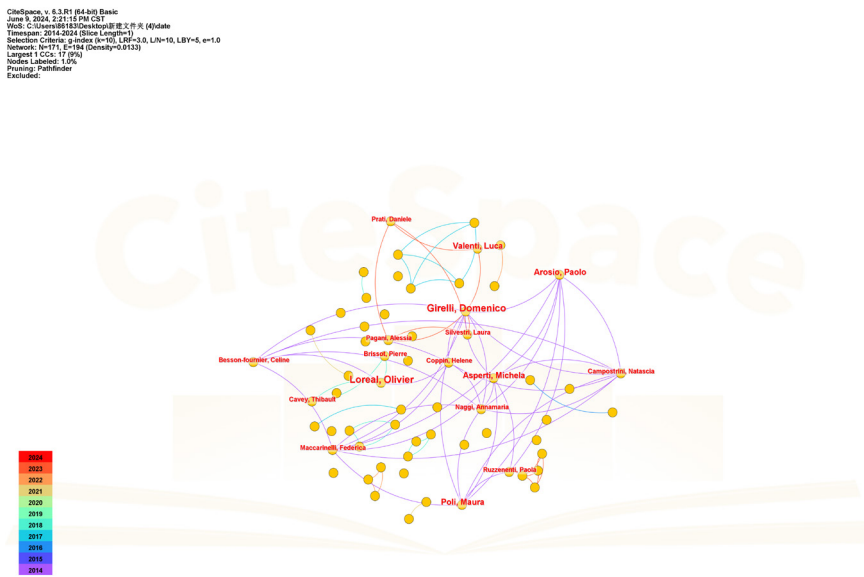 CiteSpace, v. 6.3.R1 (64-bit) Basic
June 9, 2024, 2:21:15 PM CST
WoS: C:\Users\86183\Desktop\新建文件夹 (4)\date
Timespan: 2014-2024 (Slice Length=1)
Selection Criteria: g-index (k=10), LRF=3.0, L/N=10, LBY=5, e=1.0
Network: N=171, E=194 (Density=0.0133)
Largest 1 CCs: 17 (9%)
Nodes Labeled: 1.0%
Pruning: Pathfinder
Excluded:
CiteSpace
Prati, Daniele
Valenti, Luca
Arosio, Paolo
Girelli, Domenico
Silvestri, Laura
Pagani, Alessia
Brissot, Pierre
Besson-fournier, Celine
Coppin, Helene
Campostrini, Natascia
Loreal, Olivier
Asperti, Michela
Cavey, Thibault
Naggi, Annamaria
Maccarinelli, Federica
Ruzzenenti, Paola
Poli, Maura
2024
2023
2022
2021
2020
2019
2018
2017
2016
2015
2014